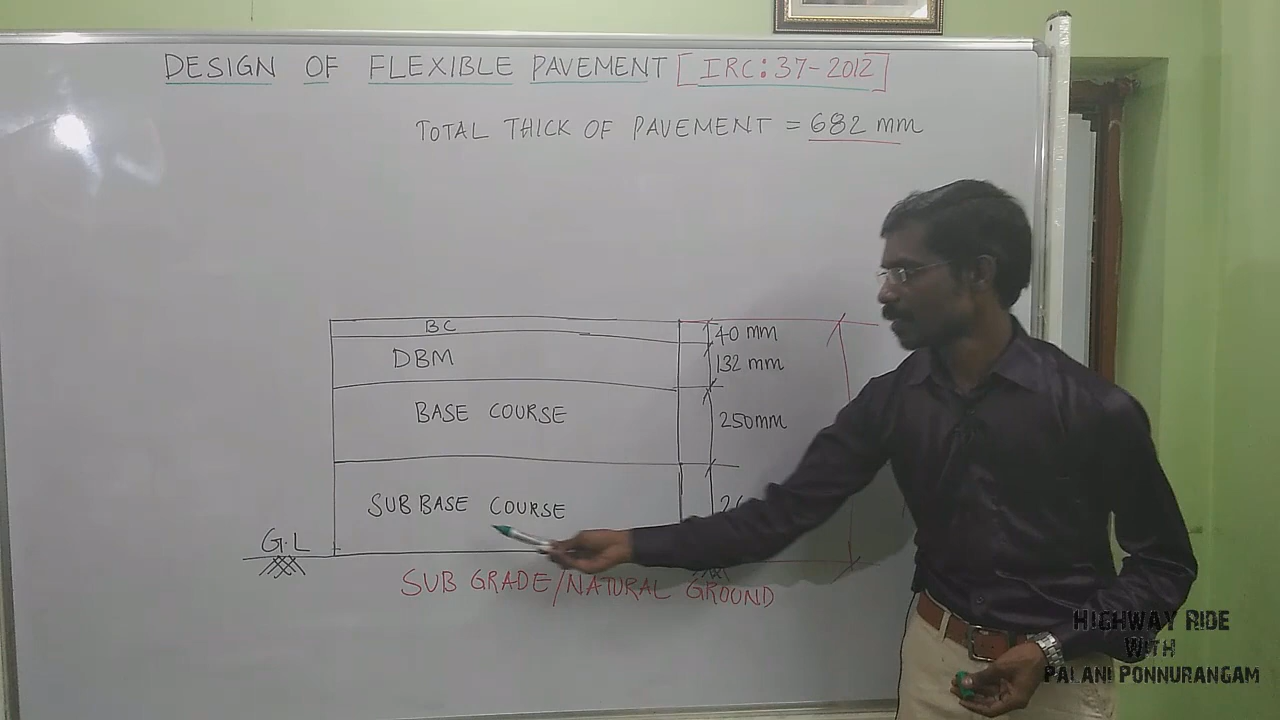 DESIGN OF FLEXIBLE PAVEMENT [IRC:37-2012]
TOTAL THICK OF PAVEMENT = 682 mm
BC
40 mm
DBM
132 mm
BASE COURSE
250mm
SUB BASE COURSE
G.L
SUB GRADE/NATURAL GROUND
HIGHWAY RIDE
WITH
PALANI PONNURANGAM